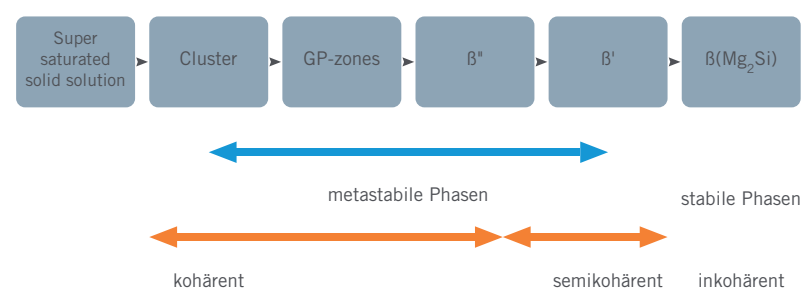 Super
saturated
solid solution
Cluster
GP-zones
ß"
ß'
ß(Mg₂Si)
metastabile Phasen
stabile Phasen
kohärent
semikohärent
inkohärent